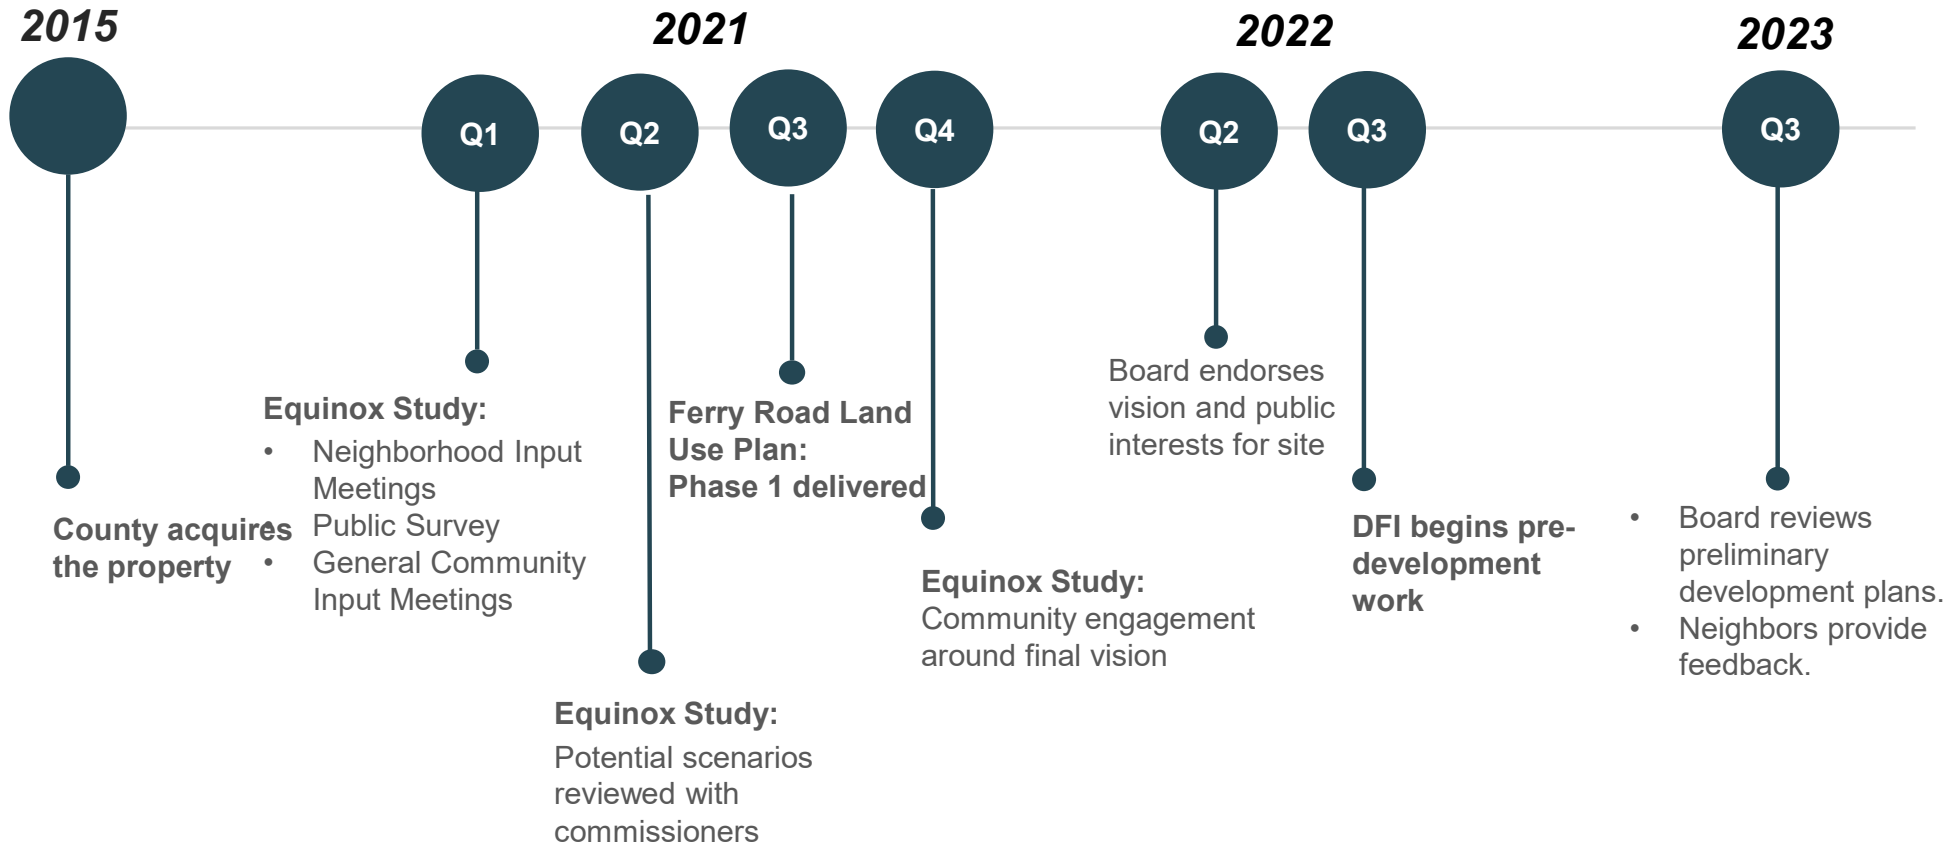 2015
2021
2022
2023
Q1
Q2
Q3
Q4
Q2
Q3
Q3
County acquires
the property
Equinox Study:
• Neighborhood Input
Meetings
• Public Survey
• General Community
Input Meetings
Equinox Study:
Potential scenarios
reviewed with
commissioners
Ferry Road Land
Use Plan:
Phase 1 delivered
Equinox Study:
Community engagement
around final vision
Board endorses
vision and public
interests for site
DFI begins pre-
development
work
• Board reviews
preliminary
development plans.
• Neighbors provide
feedback.